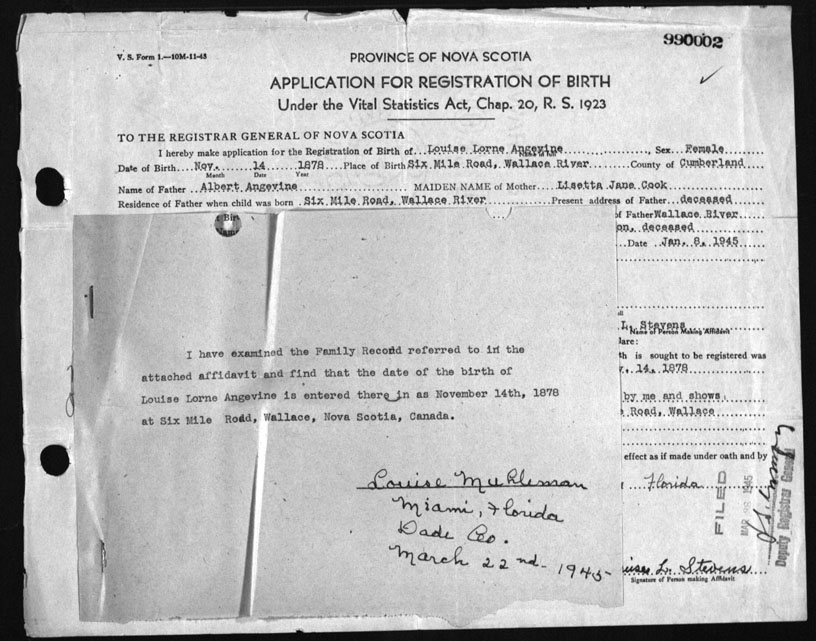 990002
V. S. Form 1.—10M-11-43
PROVINCE OF NOVA SCOTIA
APPLICATION FOR REGISTRATION OF BIRTH
Under the Vital Statistics Act, Chap. 20, R. S. 1923
TO THE REGISTRAR GENERAL OF NOVA SCOTIA
I hereby make application for the Registration of Birth of Louise Lorne Angevine, Sex Female
Date of Birth Nov. 14 1878 Place of Birth Six Mile Road, Wallace River County of Cumberland
Month Date Year
Name of Father Albert Angevine MAIDEN NAME of Mother Lisetta Jane Cook
Residence of Father when child was born Six Mile Road, Wallace River Present address of Father deceased
of Father Wallace River
on, deceased
Date Jan. 8, 1945
L. Stevens
Name of Person Making Affidavit
is sought to be registered was
14, 1878
by me and shows
Road, Wallace
effect as if made under oath and by
Florida
I have examined the Family Record referred to in the
attached affidavit and find that the date of the birth of
Louise Lorne Angevine is entered there in as November 14th, 1878
at Six Mile Road, Wallace, Nova Scotia, Canada.
Louise Muhleman
Miami, Florida
Dade Co.
March 22nd- 1945-
FILED
1945
Deputy Registrar General
L. Stevens
Signature of Person making Affidavit